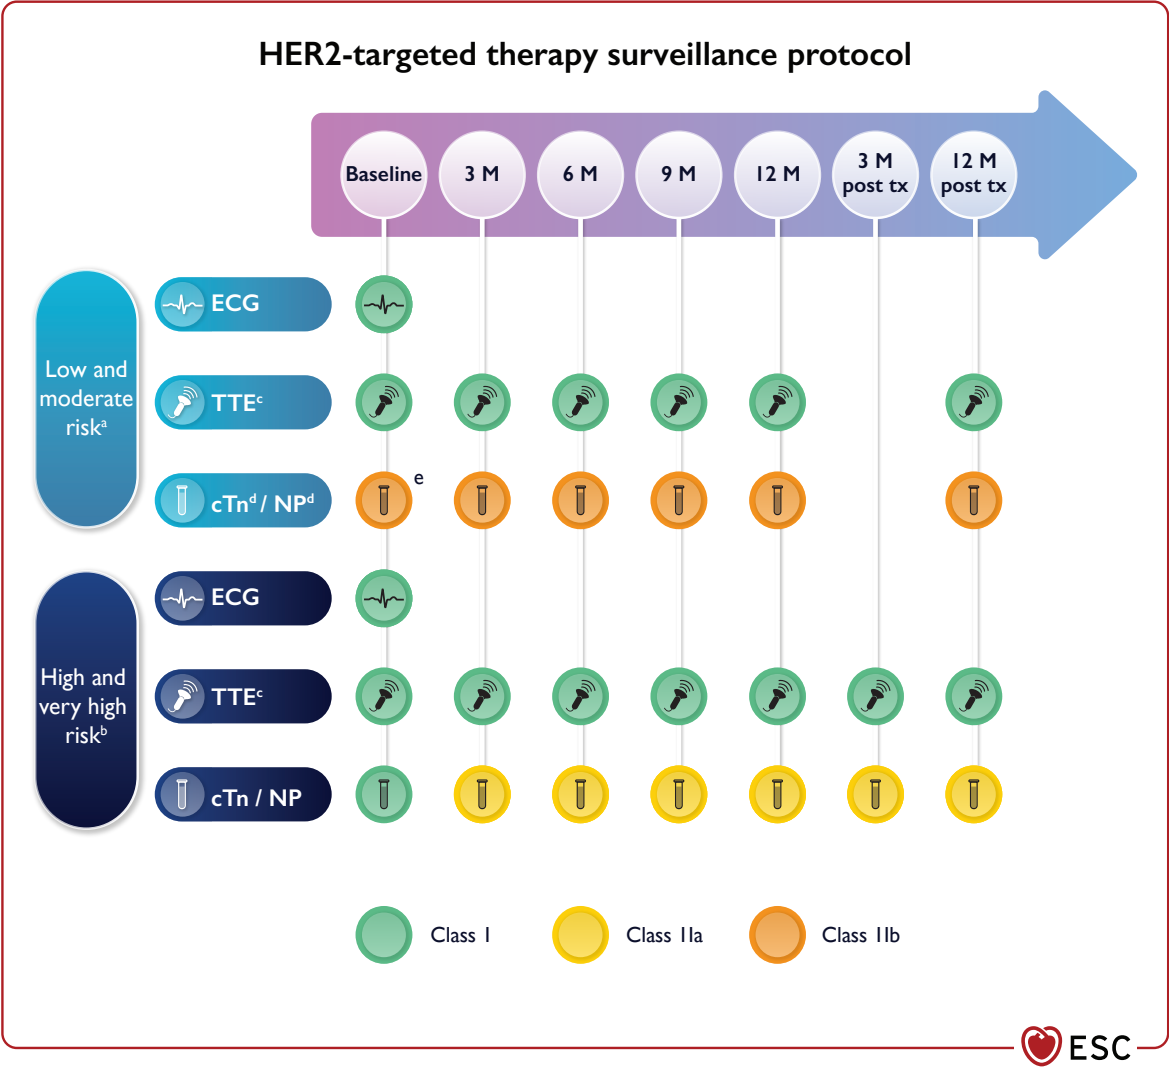 HER2-targeted therapy surveillance protocol
Baseline
3 M
6 M
9 M
12 M
3 M
post tx
12 M
post tx
Low and
moderate
riskᵃ
ECG
TTEᶜ
cTnᵈ / NPᵈ
e
High and
very high
riskᵇ
ECG
TTEᶜ
cTn / NP
Class I
Class IIa
Class IIb
ESC